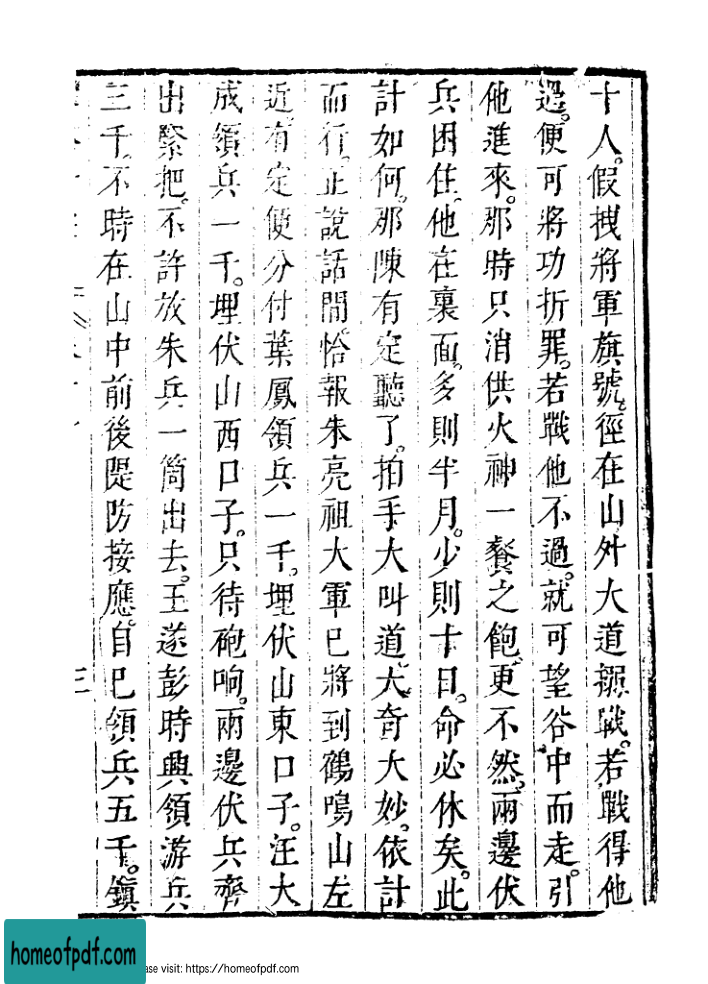 十人。假拽將軍旗號。徑在山外大道搦戰。若戰得他
過。便可將功折罪。若戰他不過。就可望谷中而走。引
他進來。那時只消供火神一餐之飽。更不然。兩邊伏
兵困住。他在裏面。多則半月。少則十日。命必休矣。此
計如何。那陳有定聽了。拍手大叫道。大奇大妙。依計
而行。正說話間。恰報朱亮祖大軍已將到鶴鳴山左
近。有定便分付葉鳳領兵一千。埋伏山東口子。汪大
成領兵一千。埋伏山西口子。只待砲响。兩邊伏兵齊
出緊把。不許放朱兵一箇出去。王遂彭時興領游兵
三千。不時在山中前後隄防接應。自己領兵五千。鎭
三
homeofpdf.com
ase visit: https://homeofpdf.com